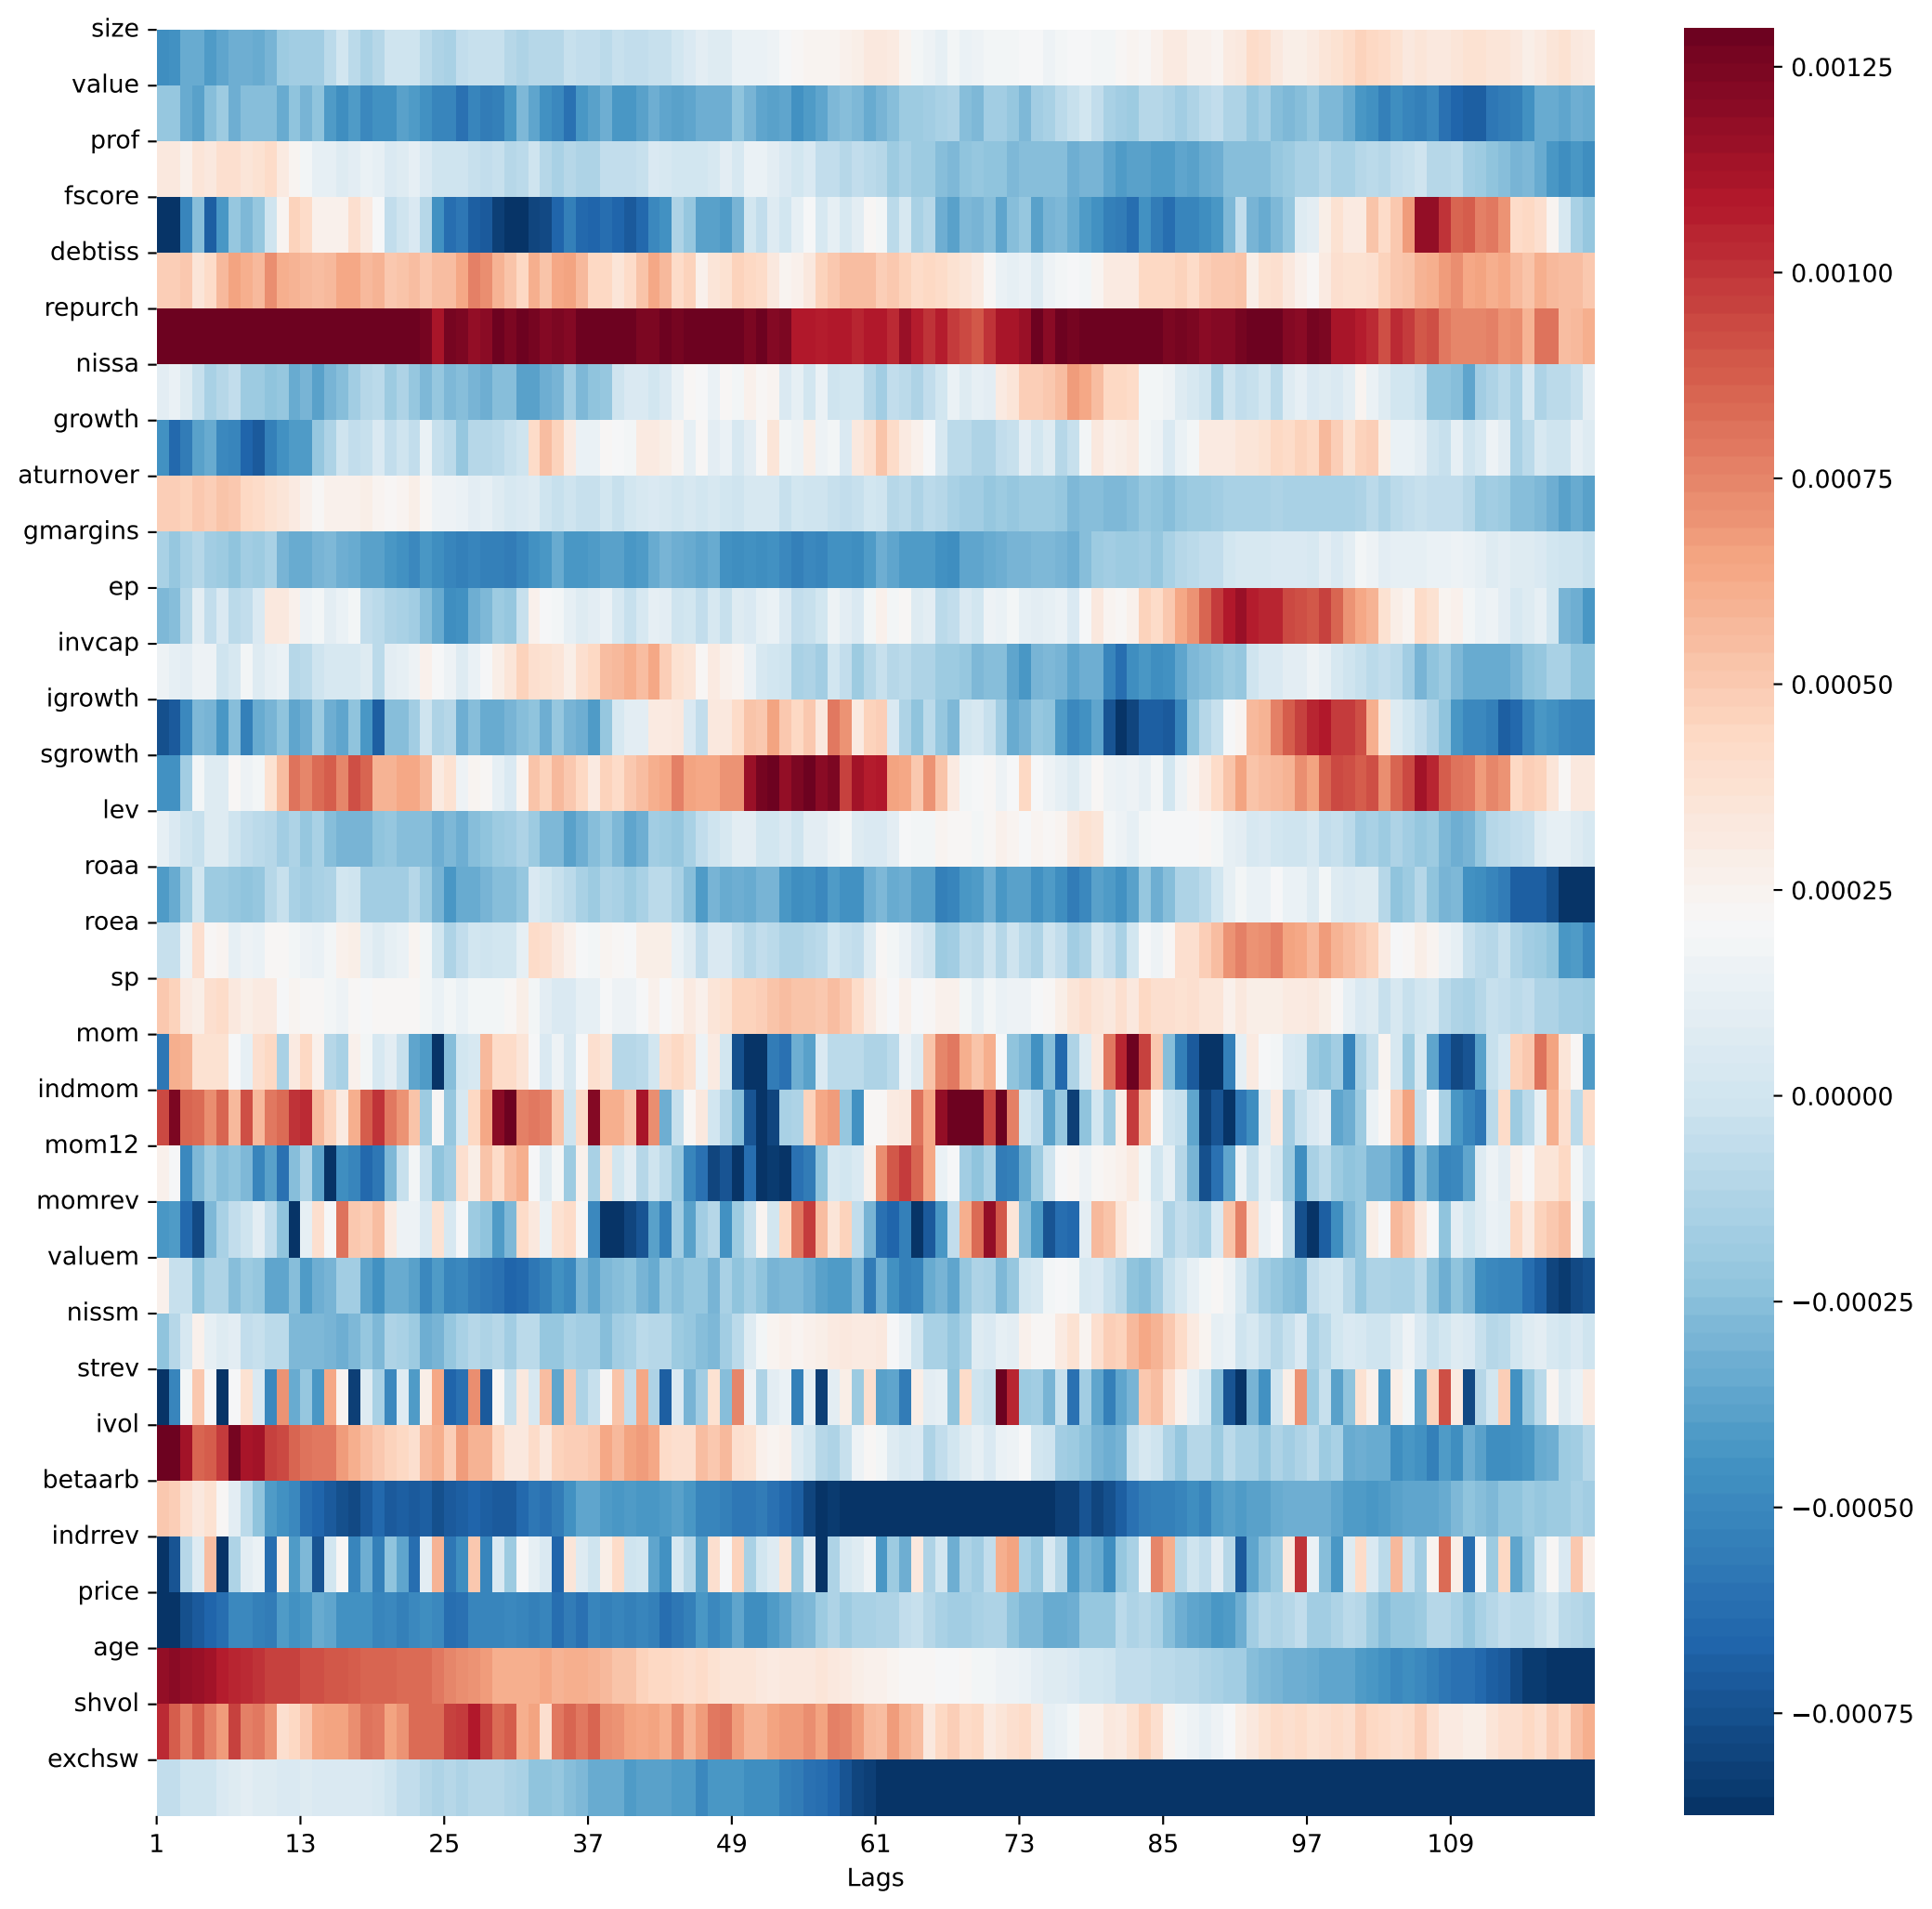 size
value
prof
fscore
debtiss
repurch
nissa
growth
aturnover
gmargins
ep
invcap
igrowth
sgrowth
lev
roaa
roea
sp
mom
indmom
mom12
momrev
valuem
nissm
strev
ivol
betaarb
indrrev
price
age
shvol
exchsw
1 13 25 37 49 61 73 85 97 109
Lags
0.00125
0.00100
0.00075
0.00050
0.00025
0.00000
−0.00025
−0.00050
−0.00075